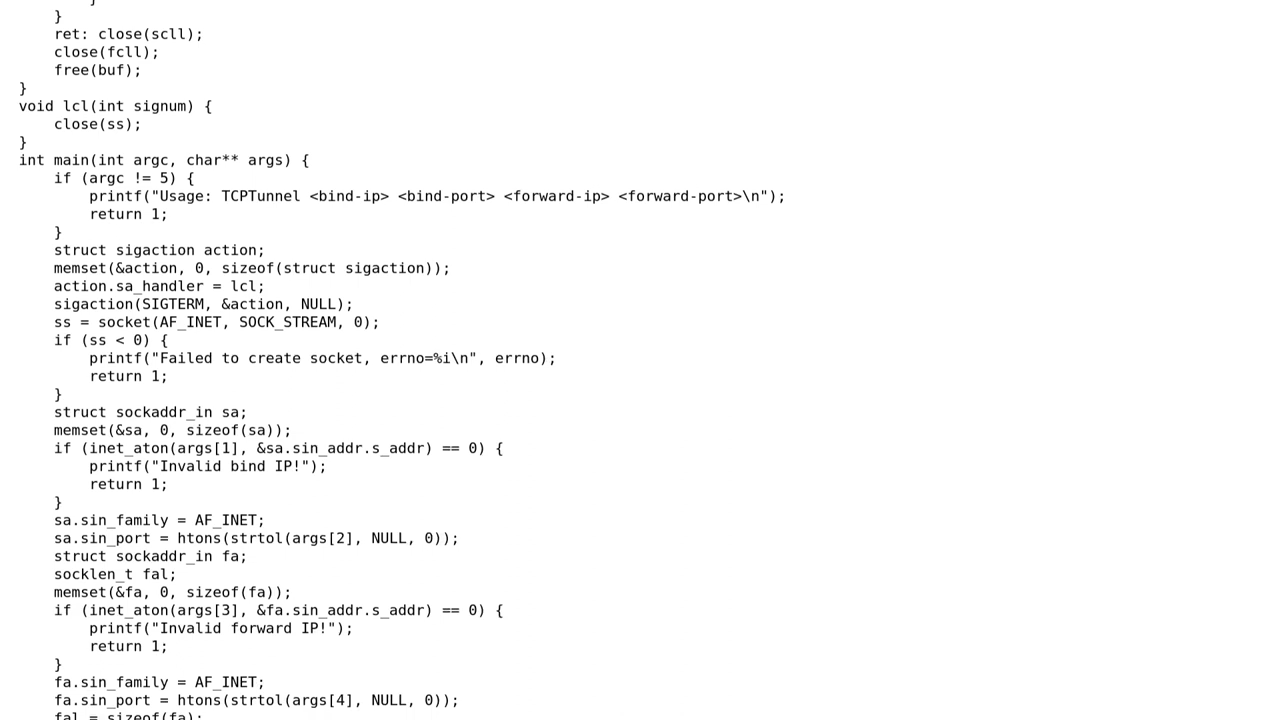 }
}
ret: close(scll);
close(fcll);
free(buf);
}
void lcl(int signum) {
close(ss);
}
int main(int argc, char** args) {
if (argc != 5) {
printf("Usage: TCPTunnel <bind-ip> <bind-port> <forward-ip> <forward-port>\n");
return 1;
}
struct sigaction action;
memset(&action, 0, sizeof(struct sigaction));
action.sa_handler = lcl;
sigaction(SIGTERM, &action, NULL);
ss = socket(AF_INET, SOCK_STREAM, 0);
if (ss < 0) {
printf("Failed to create socket, errno=%i\n", errno);
return 1;
}
struct sockaddr_in sa;
memset(&sa, 0, sizeof(sa));
if (inet_aton(args[1], &sa.sin_addr.s_addr) == 0) {
printf("Invalid bind IP!");
return 1;
}
sa.sin_family = AF_INET;
sa.sin_port = htons(strtol(args[2], NULL, 0));
struct sockaddr_in fa;
socklen_t fal;
memset(&fa, 0, sizeof(fa));
if (inet_aton(args[3], &fa.sin_addr.s_addr) == 0) {
printf("Invalid forward IP!");
return 1;
}
fa.sin_family = AF_INET;
fa.sin_port = htons(strtol(args[4], NULL, 0));
fal = sizeof(fa);